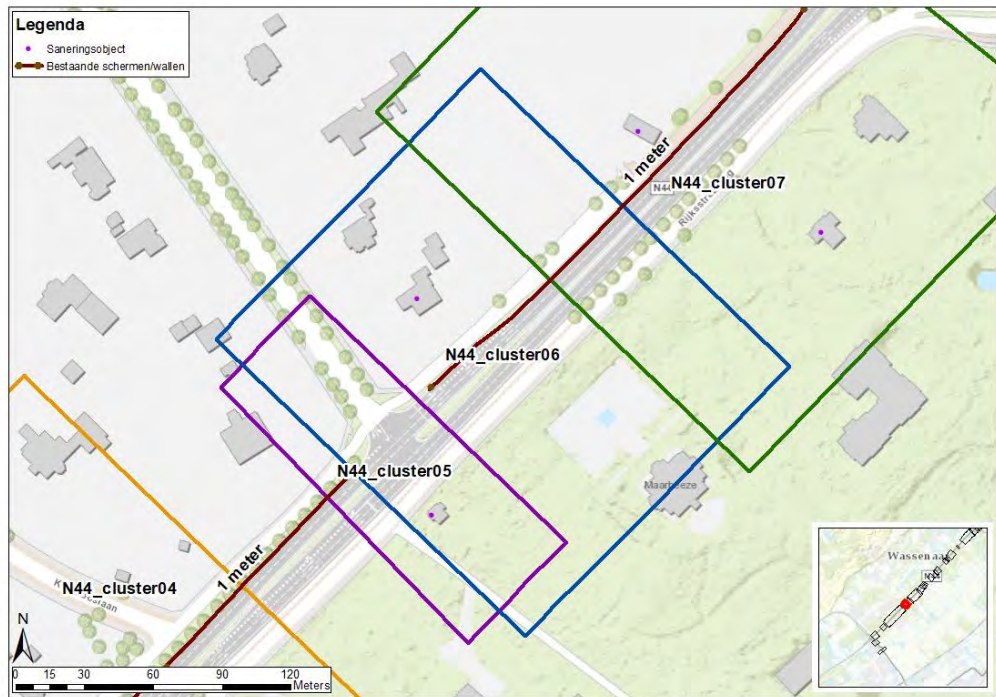 Legenda
Saneringsobject
Bestaande schermen/wallen
1 meter
N44_cluster07
N44
N44_cluster06
Maarheeze
N44_cluster05
1 meter
N44_cluster04
N
0 15 30 60 90 120
Meters
Wassenaar